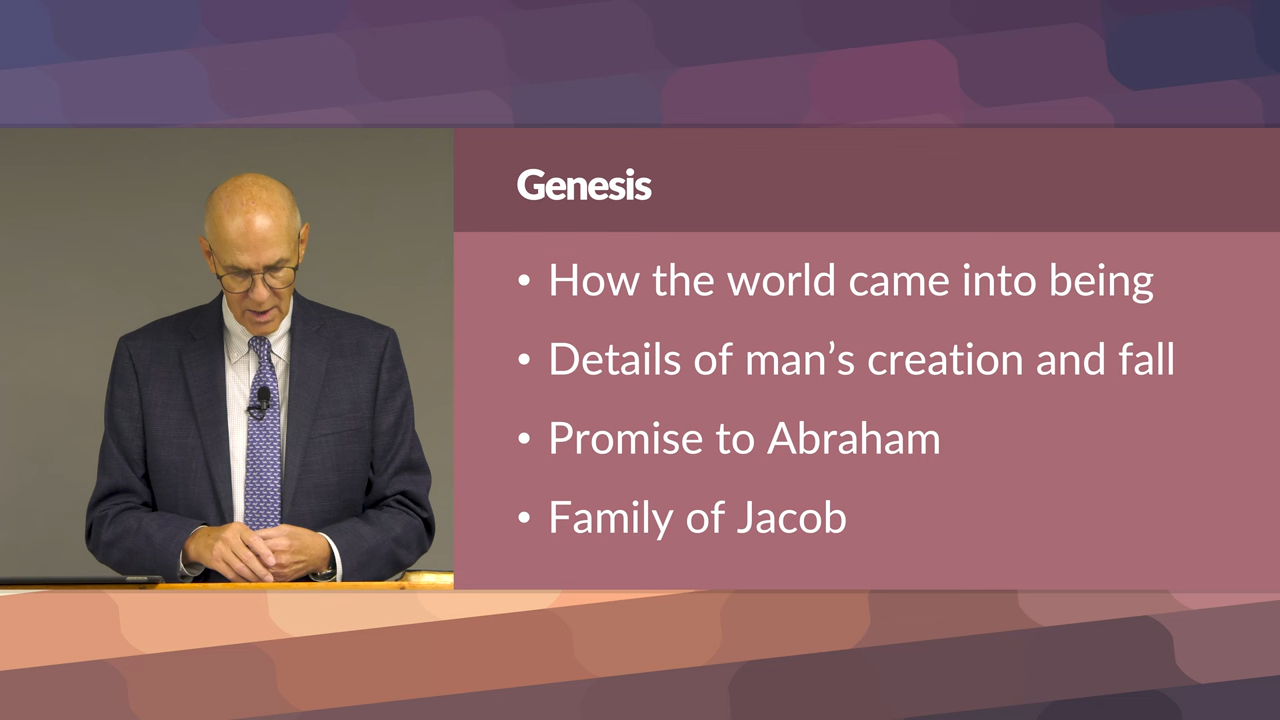 Genesis
• How the world came into being
• Details of man’s creation and fall
• Promise to Abraham
• Family of Jacob